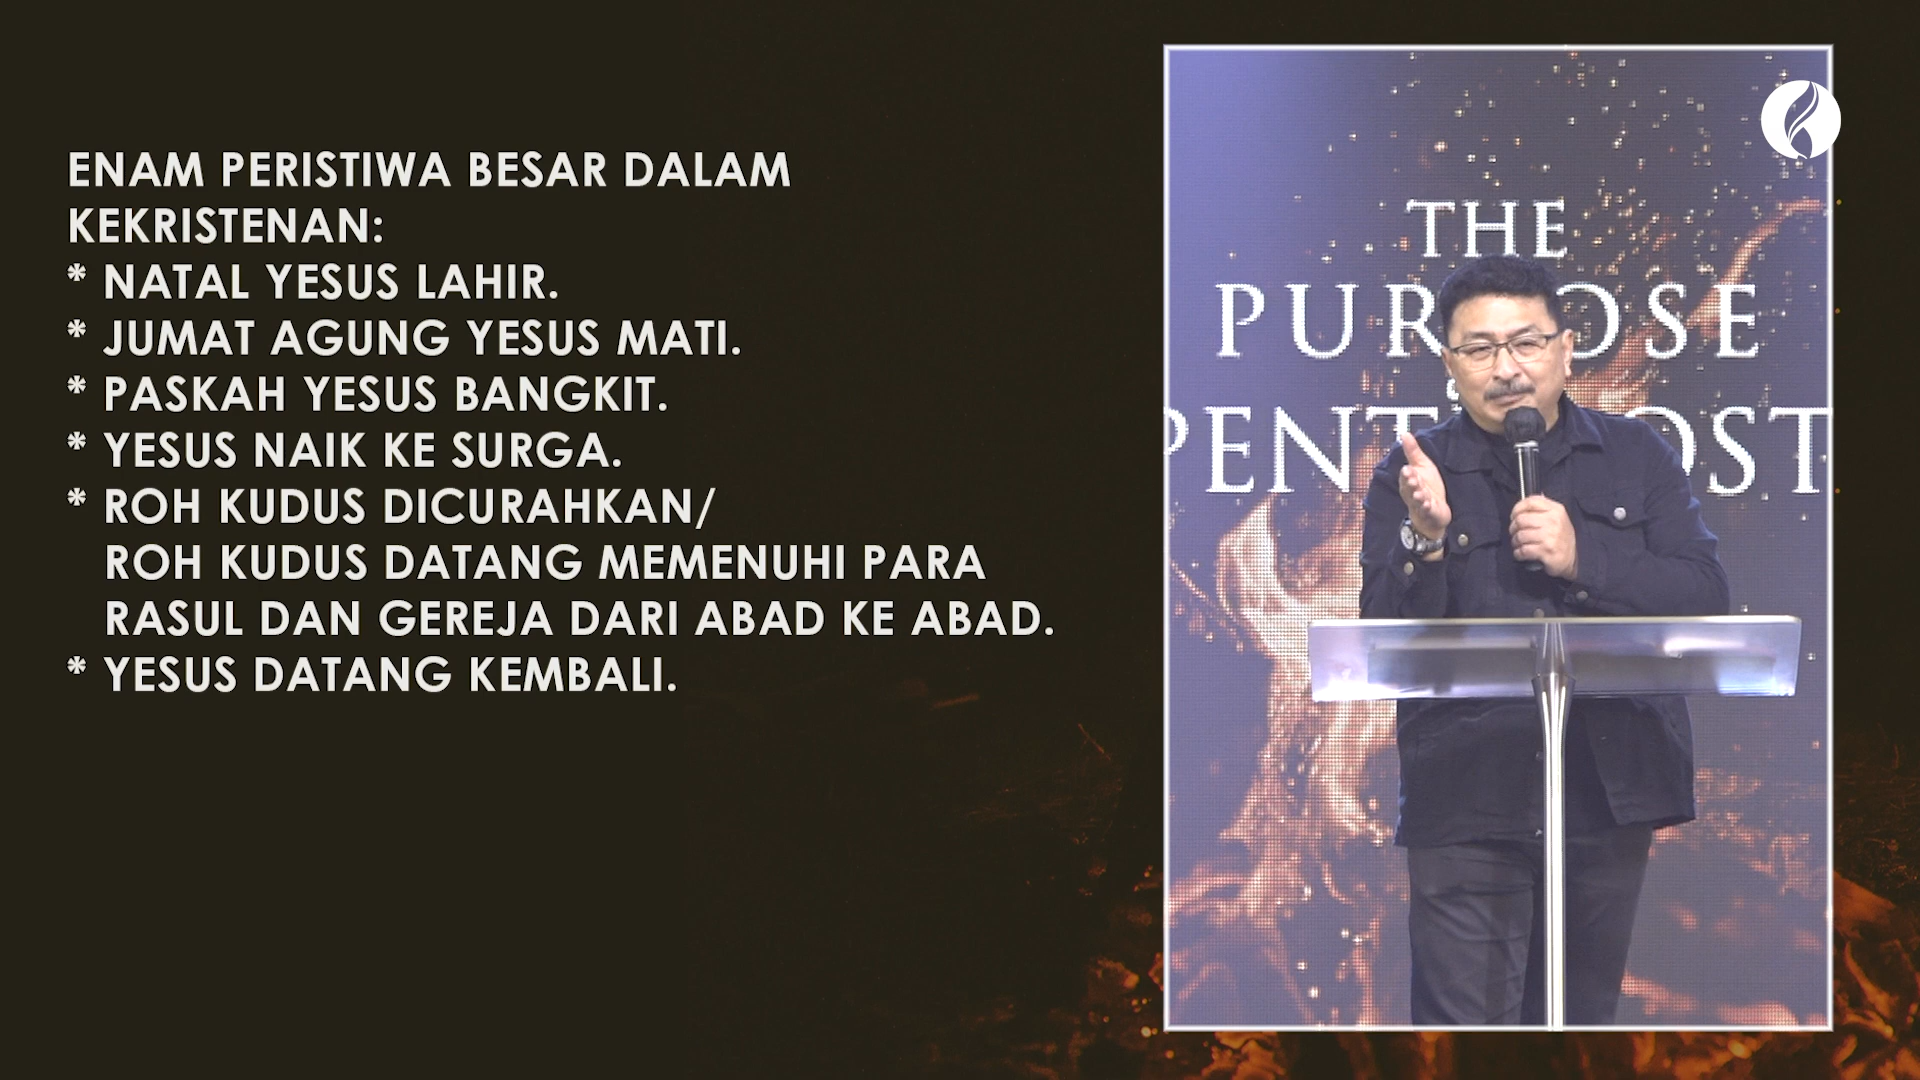 ENAM PERISTIWA BESAR DALAM
KEKRISTENAN:
* NATAL YESUS LAHIR.
* JUMAT AGUNG YESUS MATI.
* PASKAH YESUS BANGKIT.
* YESUS NAIK KE SURGA.
* ROH KUDUS DICURAHKAN/
ROH KUDUS DATANG MEMENUHI PARA
RASUL DAN GEREJA DARI ABAD KE ABAD.
* YESUS DATANG KEMBALI.
THE